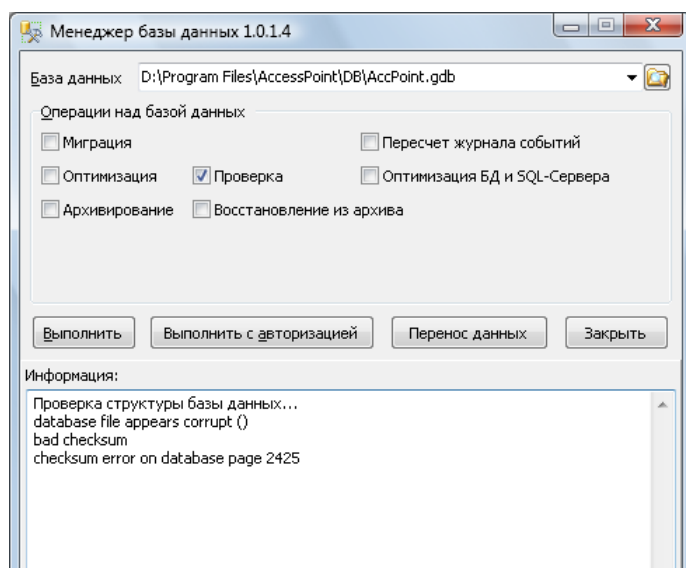 Менеджер базы данных 1.0.1.4
База данных D:\Program Files\AccessPoint\DB\AccPoint.gdb
Операции над базой данных
Миграция Пересчет журнала событий
Оптимизация Проверка Оптимизация БД и SQL-Сервера
Архивирование Восстановление из архива
Выполнить Выполнить с авторизацией Перенос данных Закрыть
Информация:
Проверка структуры базы данных...
database file appears corrupt ()
bad checksum
checksum error on database page 2425